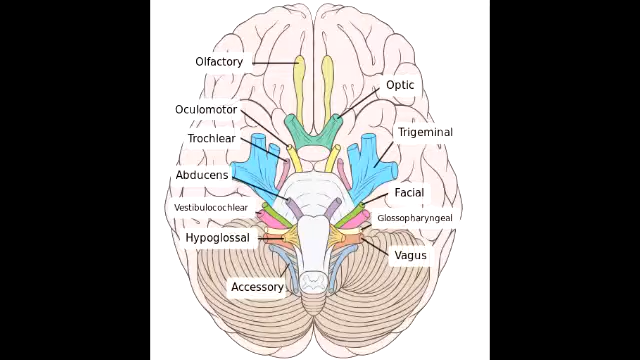 Olfactory
Optic
Oculomotor
Trochlear
Trigeminal
Abducens
Facial
Vestibulocochlear
Glossopharyngeal
Hypoglossal
Vagus
Accessory